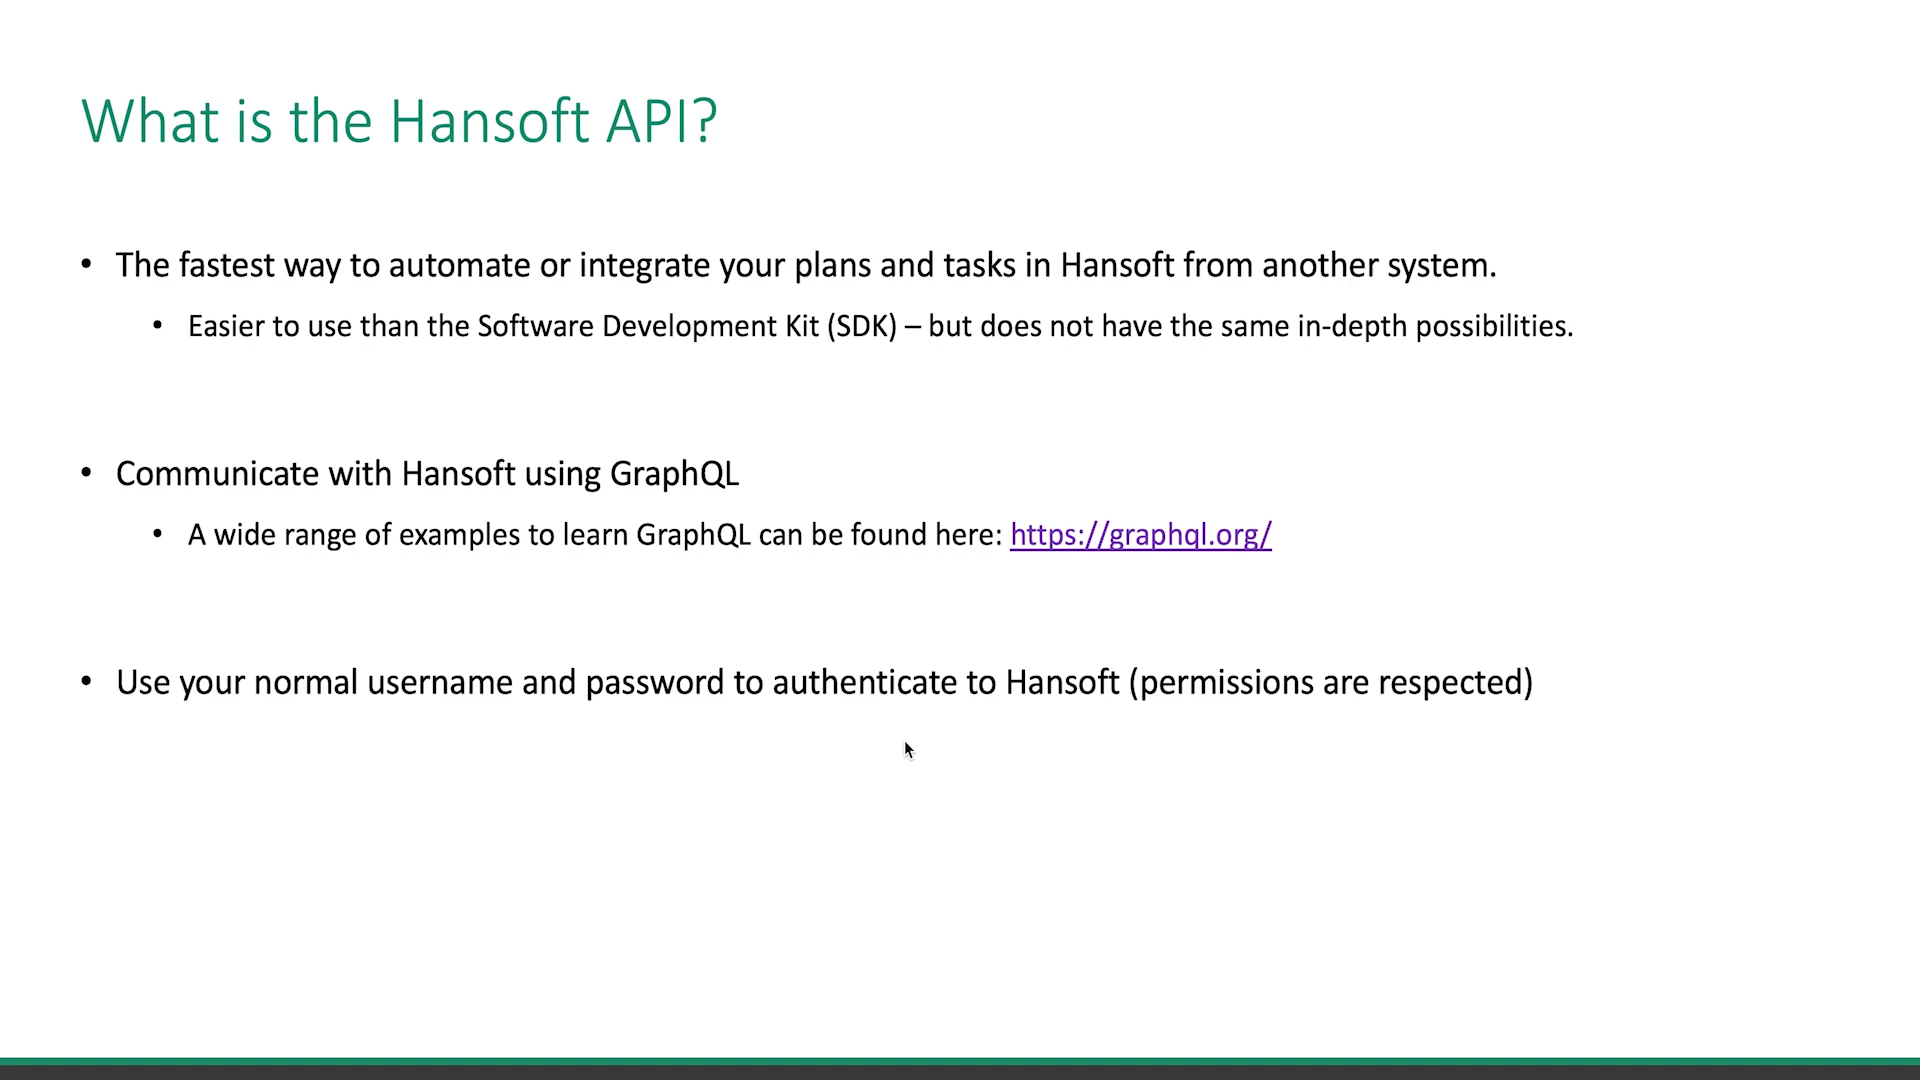 What is the Hansoft API?
• The fastest way to automate or integrate your plans and tasks in Hansoft from another system.
• Easier to use than the Software Development Kit (SDK) – but does not have the same in-depth possibilities.
• Communicate with Hansoft using GraphQL
• A wide range of examples to learn GraphQL can be found here: https://graphql.org/
• Use your normal username and password to authenticate to Hansoft (permissions are respected)